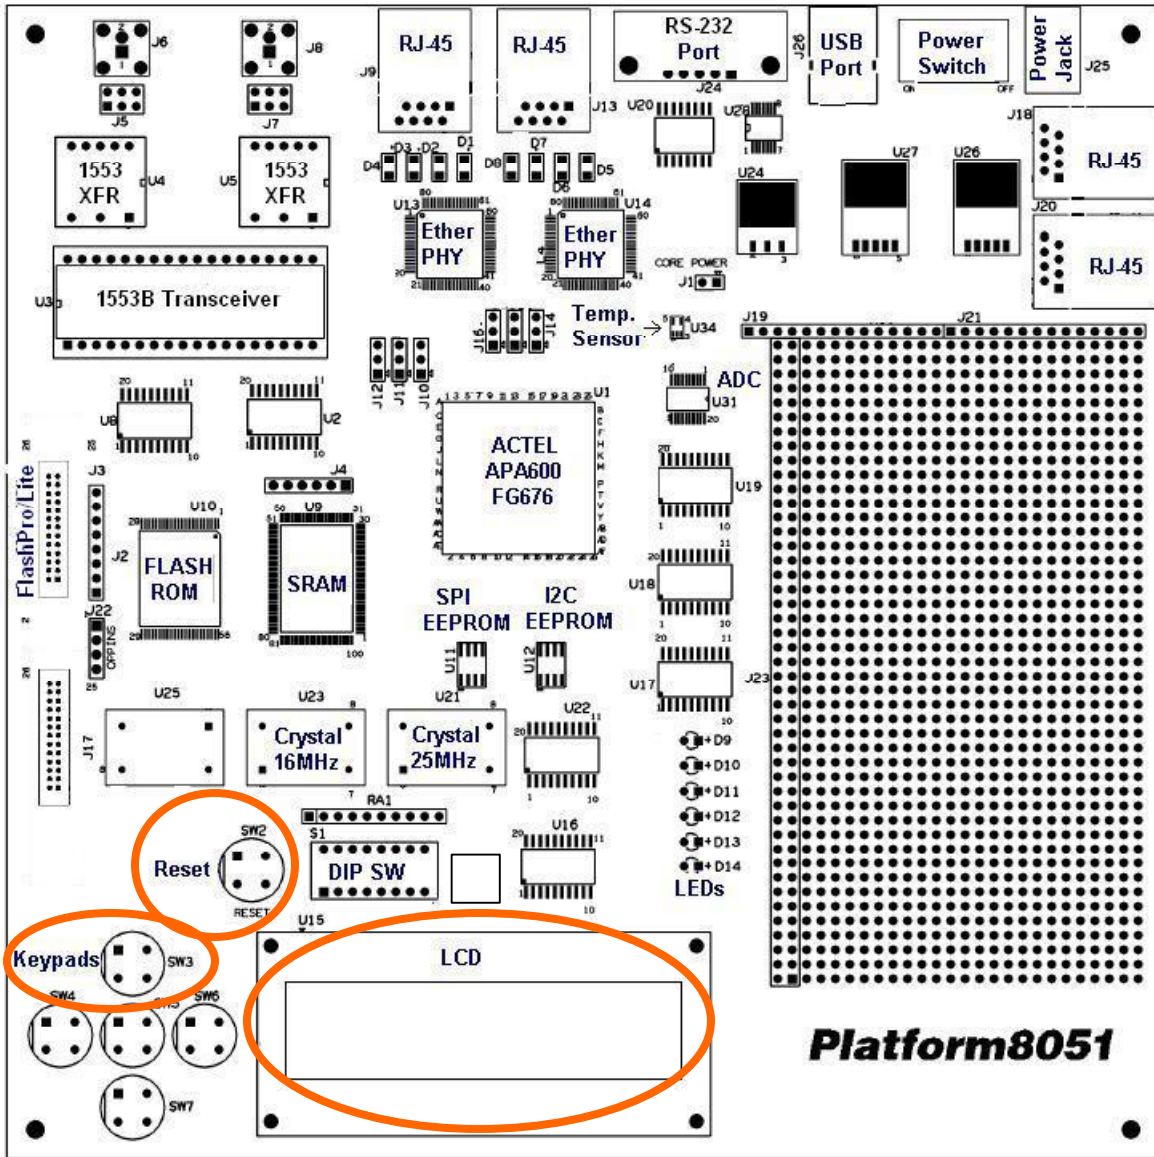 J6
J8
RJ-45
RJ-45
RS-232
Port
J26
USB
Port
Power
Switch
ON
OFF
Power
Jack
J25
J9
J13
J24
J5
J7
U20
U28
J18
D4
D3
D2
D1
D8
D7
D6
D5
1553
XFR
U4
U5
1553
XFR
U24
U27
U26
RJ-45
U13
Ether
PHY
U14
Ether
PHY
J20
RJ-45
CORE POWER
J1
U3
1553B Transceiver
Temp.
Sensor
U34
J16
J14
J19
J21
J12
J11
J10
ADC
U31
U8
U2
U1
ACTEL
APA600
FG676
FlashPro/Lite
J3
J4
U19
U10
U9
J2
FLASH
ROM
SRAM
U18
J22
OPPINS
SPI
EEPROM
I2C
EEPROM
U11
U12
U17
J23
U25
U23
U21
U22
J17
Crystal
16MHz
Crystal
25MHz
+D9
+D10
+D11
+D12
+D13
+D14
LEDs
RA1
SW2
Reset
RESET
S1
DIP SW
U16
U15
LCD
Keypads
SW3
SW4
SW5
SW6
SW7
Platform8051